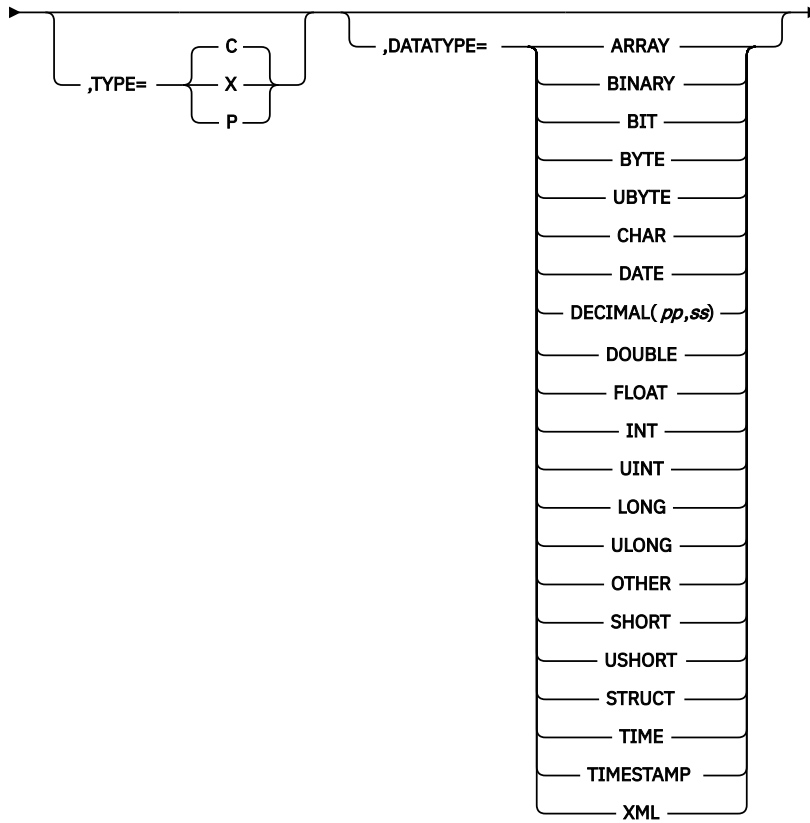 ,TYPE=
C
X
P
,DATATYPE=
ARRAY
BINARY
BIT
BYTE
UBYTE
CHAR
DATE
DECIMAL(pp,ss)
DOUBLE
FLOAT
INT
UINT
LONG
ULONG
OTHER
SHORT
USHORT
STRUCT
TIME
TIMESTAMP
XML